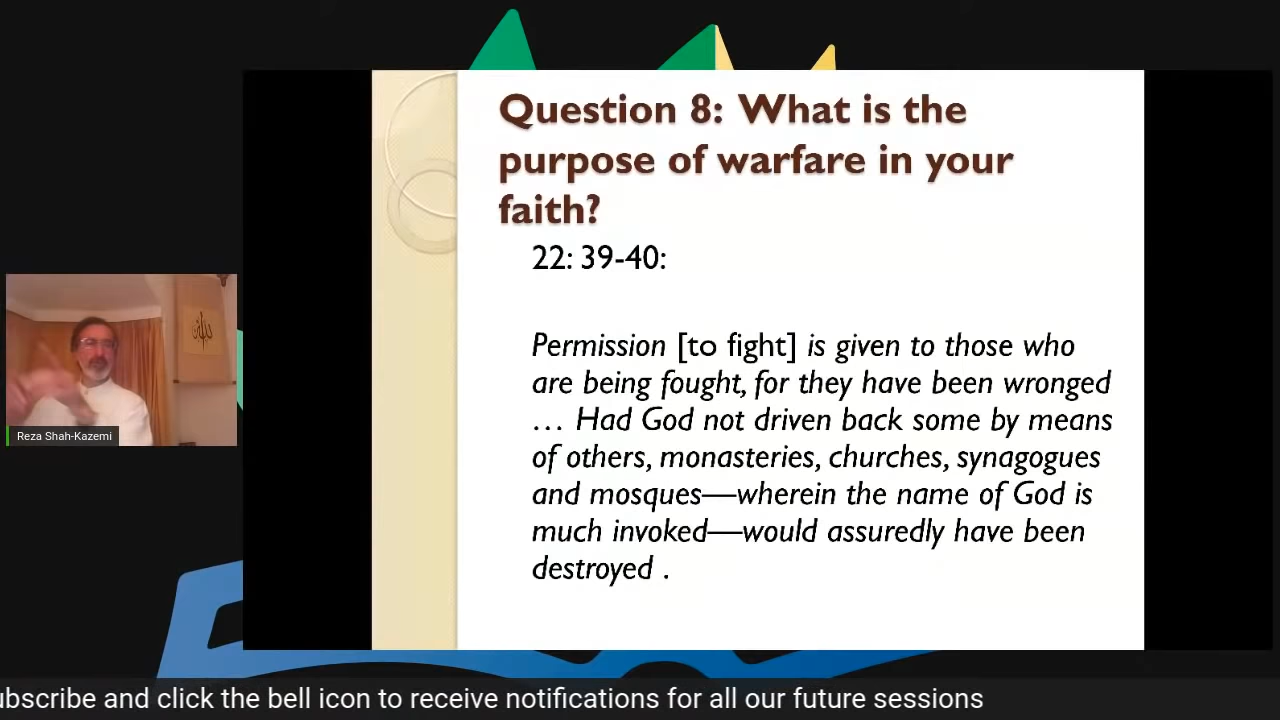 Question 8: What is the
purpose of warfare in your
faith?
22: 39-40:
Permission [to fight] is given to those who
are being fought, for they have been wronged
… Had God not driven back some by means
of others, monasteries, churches, synagogues
and mosques—wherein the name of God is
much invoked—would assuredly have been
destroyed .
Reza Shah-Kazemi
ubscribe and click the bell icon to receive notifications for all our future sessions